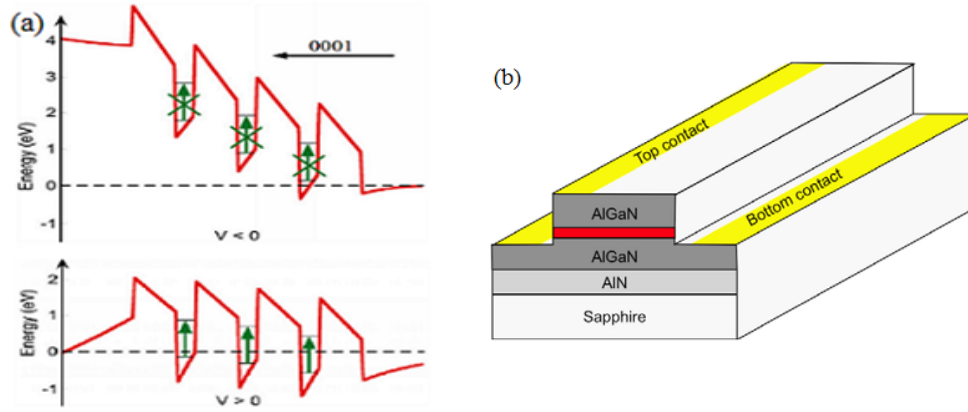 (a)
0001
4
3
2
1
0
-1
Energy (eV)
V < 0
2
1
0
-1
Energy (eV)
V > 0
(b)
Top contact
Bottom contact
AlGaN
AlGaN
AlN
Sapphire